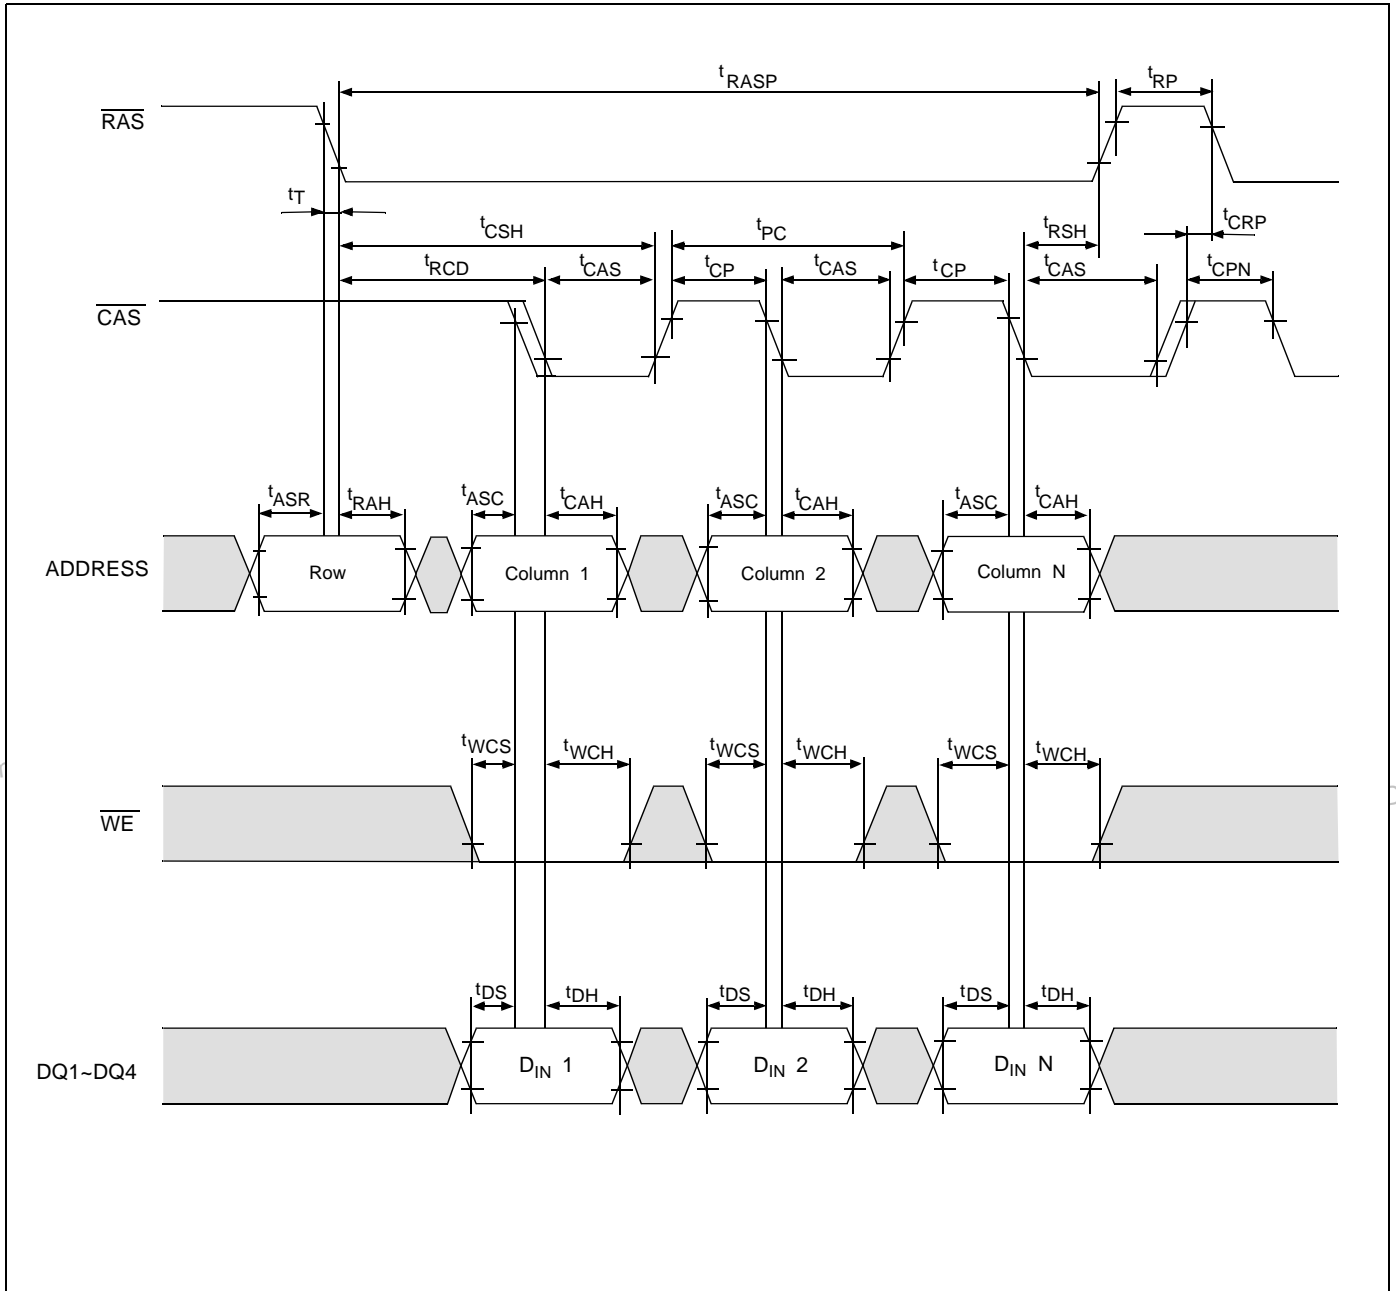 tRASP tRP
RAS
tT
tCSH tPC tRSH tCRP
tRCD tCAS tCP tCAS tCP tCAS tCPN
CAS
tASR tRAH tASC tCAH tASC tCAH tASC tCAH
ADDRESS Row Column 1 Column 2 Column N
tWCS tWCH tWCS tWCH tWCS tWCH
WE
tDS tDH tDS tDH tDS tDH
DQ1~DQ4 DIN 1 DIN 2 DIN N